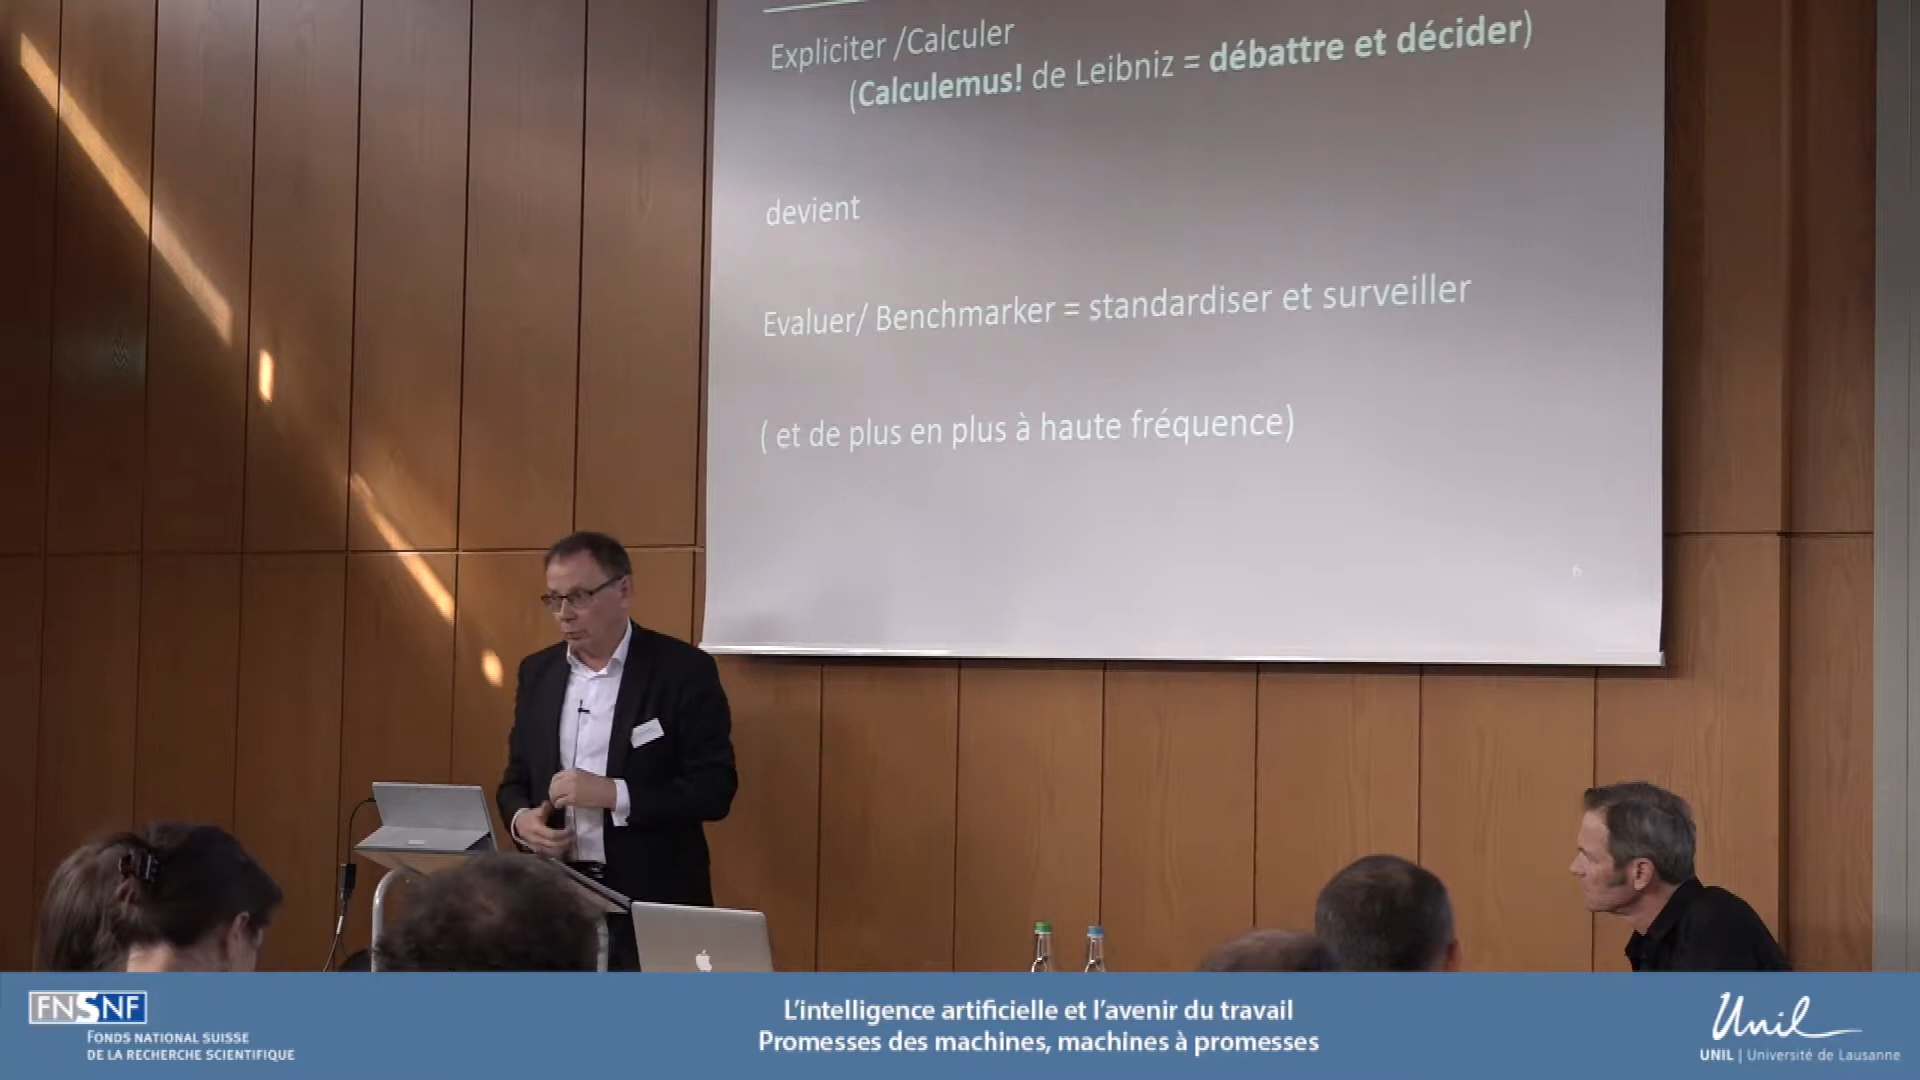 Expliciter /Calculer
(Calculemus! de Leibniz = débattre et décider)
devient
Evaluer/ Benchmarker = standardiser et surveiller
( et de plus en plus à haute fréquence)
6
FNSNF
FONDS NATIONAL SUISSE
DE LA RECHERCHE SCIENTIFIQUE
L’intelligence artificielle et l’avenir du travail
Promesses des machines, machines à promesses
Unil
UNIL | Université de Lausanne